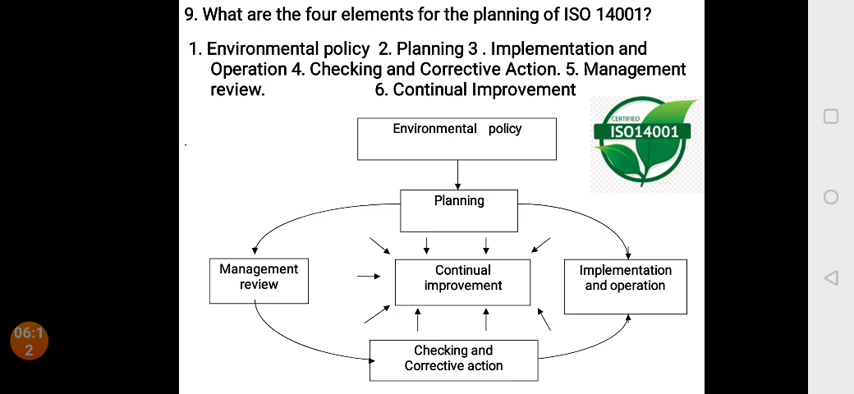 9. What are the four elements for the planning of ISO 14001?
1. Environmental policy 2. Planning 3 . Implementation and
Operation 4. Checking and Corrective Action. 5. Management
review. 6. Continual Improvement
CERTIFIED
ISO14001
Environmental policy
Planning
Management
review
Continual
improvement
Implementation
and operation
Checking and
Corrective action
06:1
2